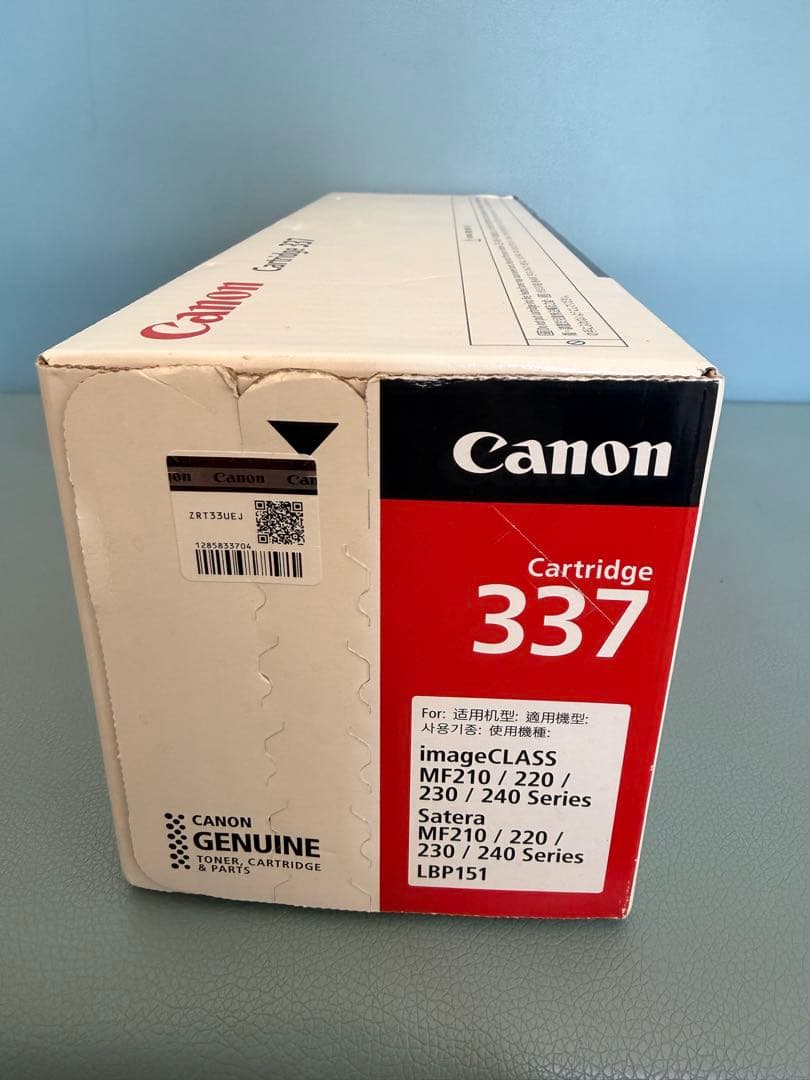 Canon
Cartridge 337
Canon Canon
ZRT33UEJ
1285833704
Canon
Cartridge
337
For: 适用机型: 適用機型:
사용기종: 使用機種:
imageCLASS
MF210 / 220 /
230 / 240 Series
Satera
MF210 / 220 /
230 / 240 Series
LBP151
CANON
GENUINE
TONER, CARTRIDGE
& PARTS